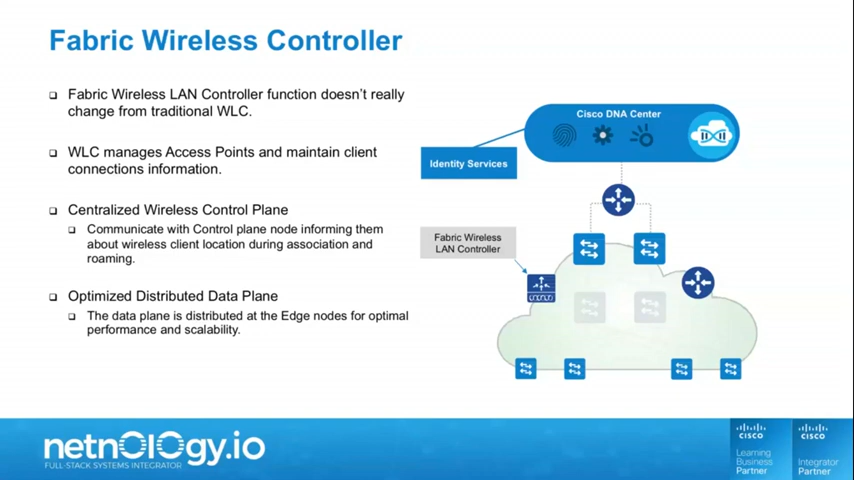 Fabric Wireless Controller
Fabric Wireless LAN Controller function doesn't really
change from traditional WLC.
WLC manages Access Points and maintain client
connections information.
Centralized Wireless Control Plane
Communicate with Control plane node informing them
about wireless client location during association and
roaming.
Optimized Distributed Data Plane
The data plane is distributed at the Edge nodes for optimal
performance and scalability.
Cisco DNA Center
Identity Services
Fabric Wireless
LAN Controller
netnology.io
FULL-STACK SYSTEMS INTEGRATOR
CISCO
Learning
Business
Partner
CISCO
Integrator
Partner